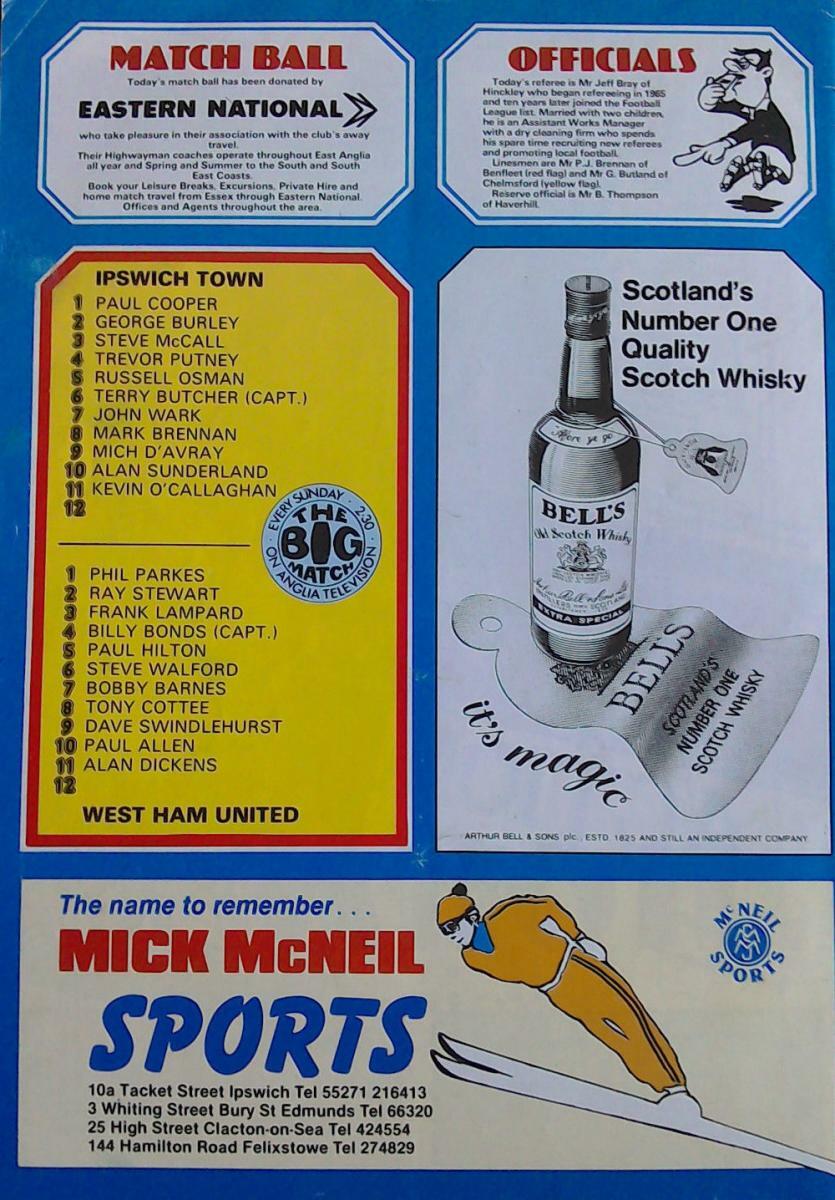 MATCH BALL
Today's match ball has been donated by
EASTERN NATIONAL
who take pleasure in their association with the club's away
travel.
Their Highwayman coaches operate throughout East Anglia
all year and Spring and Summer to the South and South
East Coasts.
Book your Leisure Breaks, Excursions, Private Hire and
home match travel from Essex through Eastern National.
Offices and Agents throughout the area.
OFFICIALS
Today's referee is Mr Jeff Bray of
Hinckley who began refereeing in 1965
and ten years later joined the Football
League list. Married with two children,
he is an Assistant Works Manager
with a dry cleaning firm who spends
his spare time recruiting new referees
and promoting local football.
Linesmen are Mr P.J. Brennan of
Benfleet (red flag) and Mr G. Butland of
Chelmsford (yellow flag).
Reserve official is Mr B. Thompson
of Haverhill.
IPSWICH TOWN
1 PAUL COOPER
2 GEORGE BURLEY
3 STEVE McCALL
4 TREVOR PUTNEY
5 RUSSELL OSMAN
6 TERRY BUTCHER (CAPT.)
7 JOHN WARK
8 MARK BRENNAN
9 MICH D'AVRAY
10 ALAN SUNDERLAND
11 KEVIN O'CALLAGHAN
12
EVERY SUNDAY · 2:30 ·
THE
BIG
MATCH
ON ANGLIA TELEVISION
1 PHIL PARKES
2 RAY STEWART
3 FRANK LAMPARD
4 BILLY BONDS (CAPT.)
5 PAUL HILTON
6 STEVE WALFORD
7 BOBBY BARNES
8 TONY COTTEE
9 DAVE SWINDLEHURST
10 PAUL ALLEN
11 ALAN DICKENS
12
WEST HAM UNITED
Scotland's
Number One
Quality
Scotch Whisky
Afore ye go
BELL'S
Old Scotch Whisky
Arthur Bell & Sons
EXTRA SPECIAL
BELLS
SCOTLAND'S
NUMBER ONE
SCOTCH WHISKY
it's magic
ARTHUR BELL & SONS plc., ESTD. 1825 AND STILL AN INDEPENDENT COMPANY
The name to remember...
MICK McNEIL
SPORTS
McNEIL
SPORTS
10a Tacket Street Ipswich Tel 55271 216413
3 Whiting Street Bury St Edmunds Tel 66320
25 High Street Clacton-on-Sea Tel 424554
144 Hamilton Road Felixstowe Tel 274829